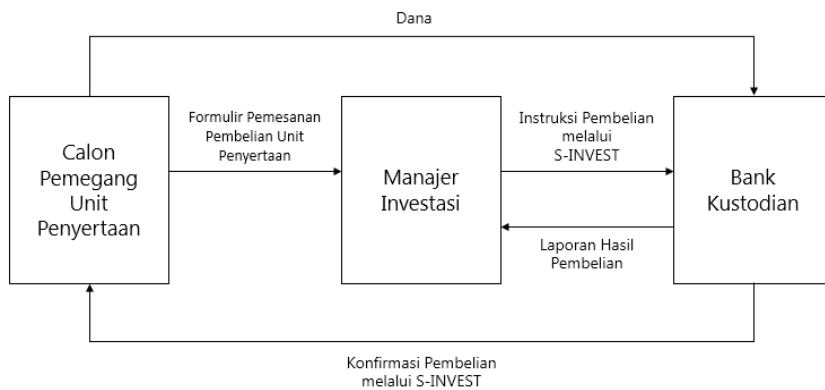 Dana
Calon
Pemegang
Unit
Penyertaan
Formulir Pemesanan
Pembelian Unit
Penyertaan
Manajer
Investasi
Instruksi Pembelian
melalui
S-INVEST
Laporan Hasil
Pembelian
Bank
Kustodian
Konfirmasi Pembelian
melalui S-INVEST